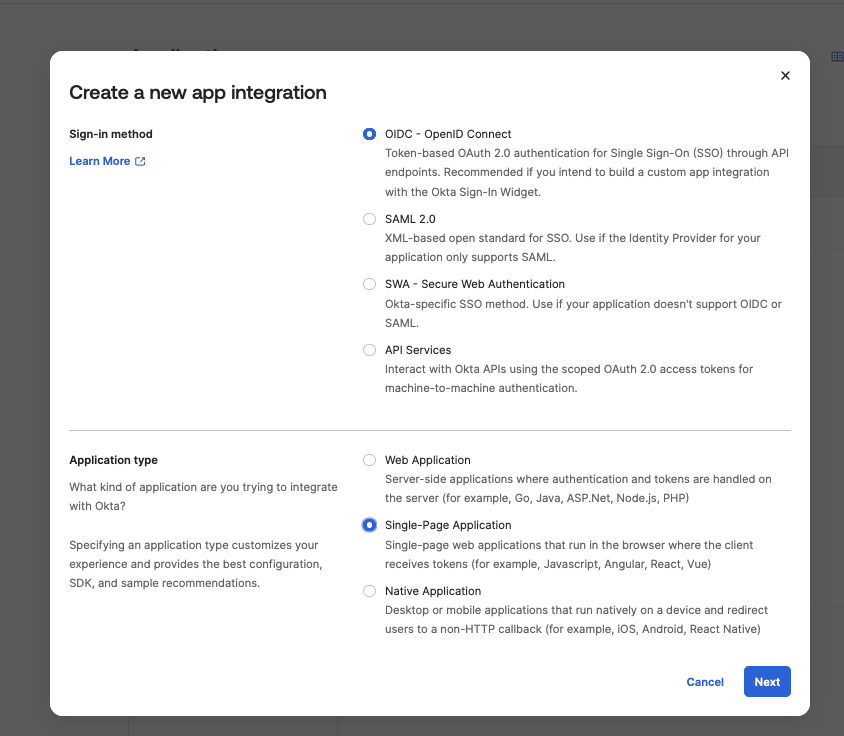 Create a new app integration
Sign-in method
Learn More
OIDC - OpenID Connect
Token-based OAuth 2.0 authentication for Single Sign-On (SSO) through API
endpoints. Recommended if you intend to build a custom app integration
with the Okta Sign-In Widget.
SAML 2.0
XML-based open standard for SSO. Use if the Identity Provider for your
application only supports SAML.
SWA - Secure Web Authentication
Okta-specific SSO method. Use if your application doesn't support OIDC or
SAML.
API Services
Interact with Okta APIs using the scoped OAuth 2.0 access tokens for
machine-to-machine authentication.
Application type
What kind of application are you trying to integrate
with Okta?
Specifying an application type customizes your
experience and provides the best configuration,
SDK, and sample recommendations.
Web Application
Server-side applications where authentication and tokens are handled on
the server (for example, Go, Java, ASP.Net, Node.js, PHP)
Single-Page Application
Single-page web applications that run in the browser where the client
receives tokens (for example, Javascript, Angular, React, Vue)
Native Application
Desktop or mobile applications that run natively on a device and redirect
users to a non-HTTP callback (for example, iOS, Android, React Native)
Cancel
Next